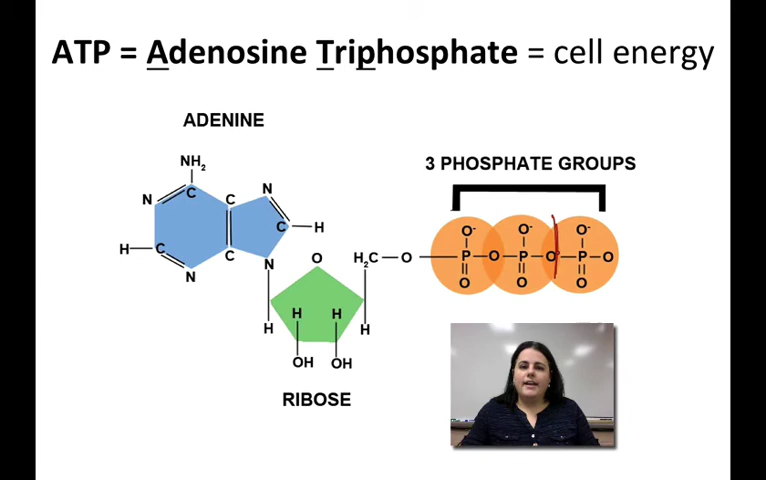 ATP = Adenosine Triphosphate = cell energy
ADENINE
3 PHOSPHATE GROUPS
NH2
N
C
C
N
C
H
H
C
N
C
N
O
H2C
O
O-
P
O
O
O-
P
O
O
O-
P
O
O
H
H
H
H
OH
OH
RIBOSE